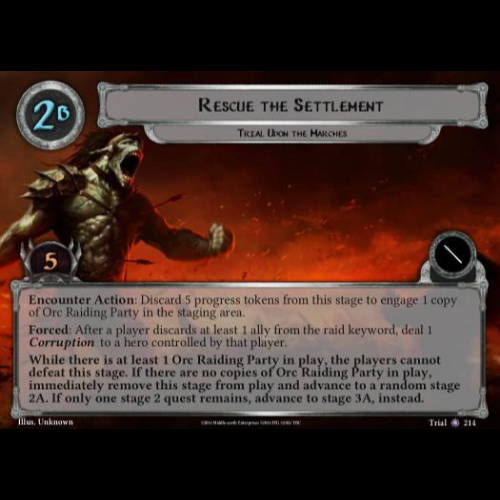 2B
RESCUE THE SETTLEMENT
TRIAL UPON THE MARCHES
5
Encounter Action: Discard 5 progress tokens from this stage to engage 1 copy
of Orc Raiding Party in the staging area.
Forced: After a player discards at least 1 ally from the raid keyword, deal 1
Corruption to a hero controlled by that player.
While there is at least 1 Orc Raiding Party in play, the players cannot
defeat this stage. If there are no copies of Orc Raiding Party in play,
immediately remove this stage from play and advance to a random stage
2A. If only one stage 2 quest remains, advance to stage 3A, instead.
Illus. Unknown
Trial 214